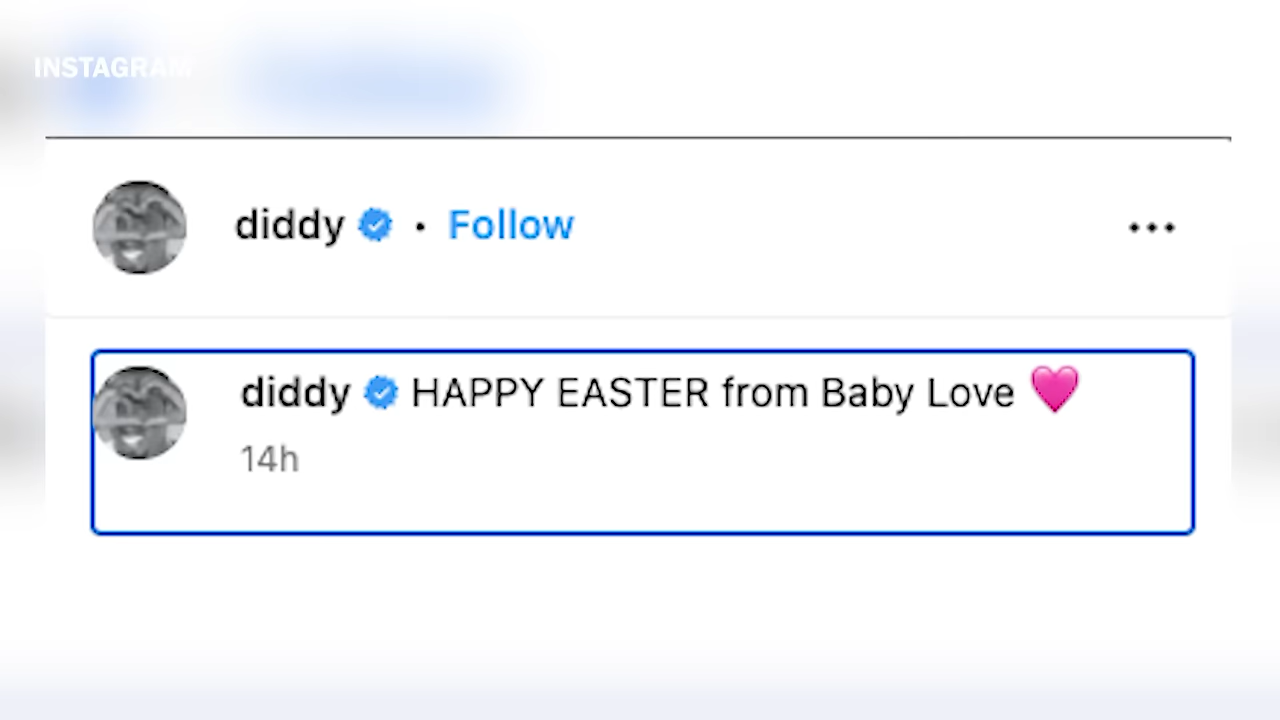 INSTAGRAM
diddy • Follow
diddy HAPPY EASTER from Baby Love 🩷
14h